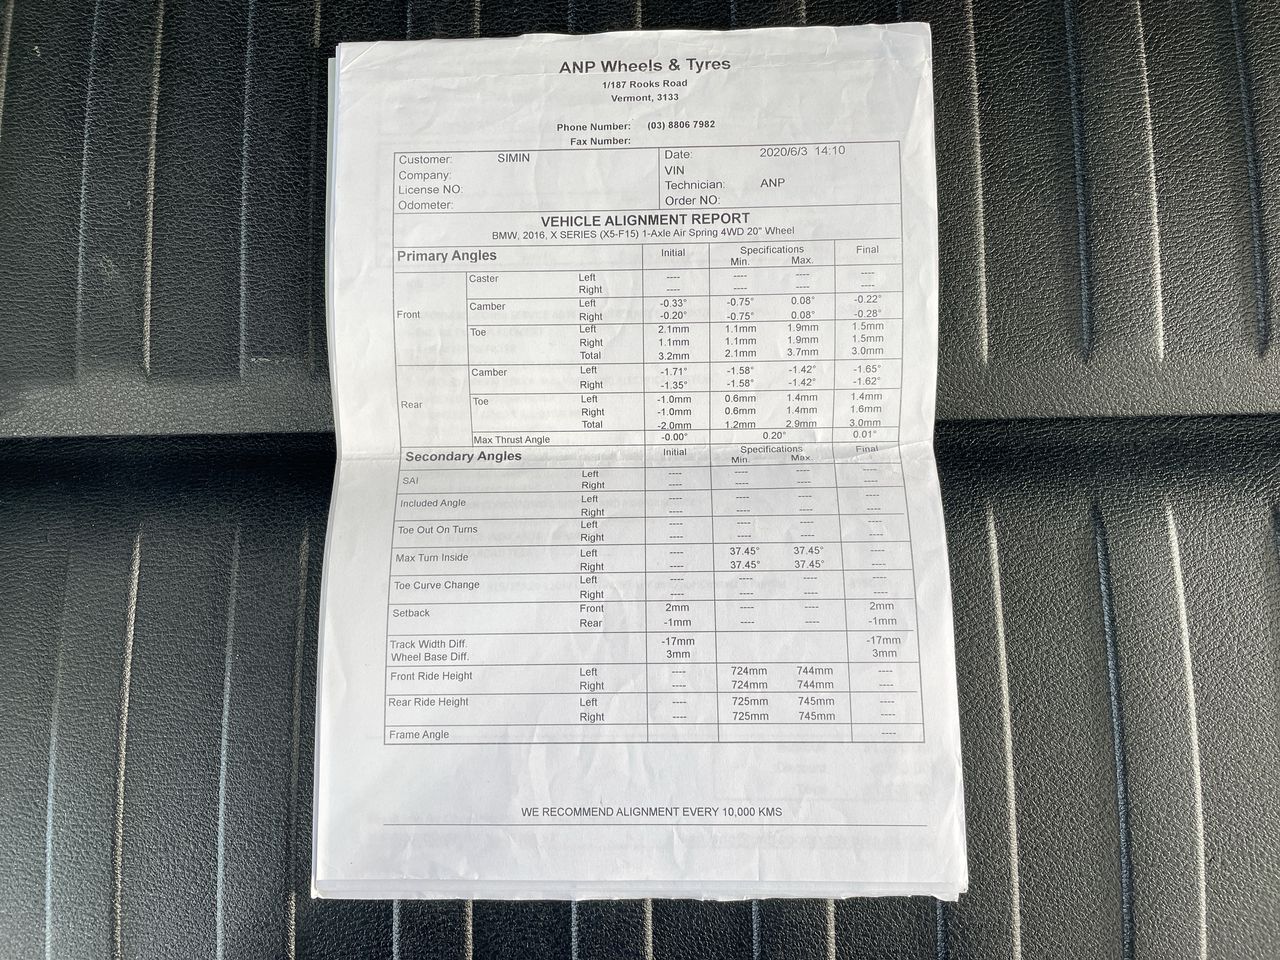 ANP Wheels & Tyres
1/187 Rooks Road
Vermont, 3133
Phone Number: (03) 8806 7982
Fax Number:
Customer: SIMIN Date: 2020/6/3 14:10
Company: VIN
License NO: Technician: ANP
Odometer: Order NO:
VEHICLE ALIGNMENT REPORT
BMW, 2016, X SERIES (X5-F15) 1-Axle Air Spring 4WD 20" Wheel
Primary Angles Initial Specifications Final
Min. Max.
Caster Left ---- ---- ---- ----
Right ---- ---- ---- ----
Front Camber Left -0.33° -0.75° 0.08° -0.22°
Right -0.20° -0.75° 0.08° -0.28°
Toe Left 2.1mm 1.1mm 1.9mm 1.5mm
Right 1.1mm 1.1mm 1.9mm 1.5mm
Total 3.2mm 2.1mm 3.7mm 3.0mm
Camber Left -1.71° -1.58° -1.42° -1.65°
Right -1.35° -1.58° -1.42° -1.62°
Rear Toe Left -1.0mm 0.6mm 1.4mm 1.4mm
Right -1.0mm 0.6mm 1.4mm 1.6mm
Total -2.0mm 1.2mm 2.9mm 3.0mm
Max Thrust Angle -0.00° 0.20° 0.01°
Secondary Angles Initial Specifications Final
Min. Max.
SAI Left ---- ---- ---- ----
Right ---- ---- ---- ----
Included Angle Left ---- ---- ---- ----
Right ---- ---- ---- ----
Toe Out On Turns Left ---- ---- ---- ----
Right ---- ---- ---- ----
Max Turn Inside Left ---- 37.45° 37.45° ----
Right ---- 37.45° 37.45° ----
Toe Curve Change Left ---- ---- ---- ----
Right ---- ---- ---- ----
Setback Front 2mm ---- ---- 2mm
Rear -1mm ---- ---- -1mm
Track Width Diff. -17mm -17mm
Wheel Base Diff. 3mm 3mm
Front Ride Height Left ---- 724mm 744mm ----
Right ---- 724mm 744mm ----
Rear Ride Height Left ---- 725mm 745mm ----
Right ---- 725mm 745mm ----
Frame Angle ----
WE RECOMMEND ALIGNMENT EVERY 10,000 KMS